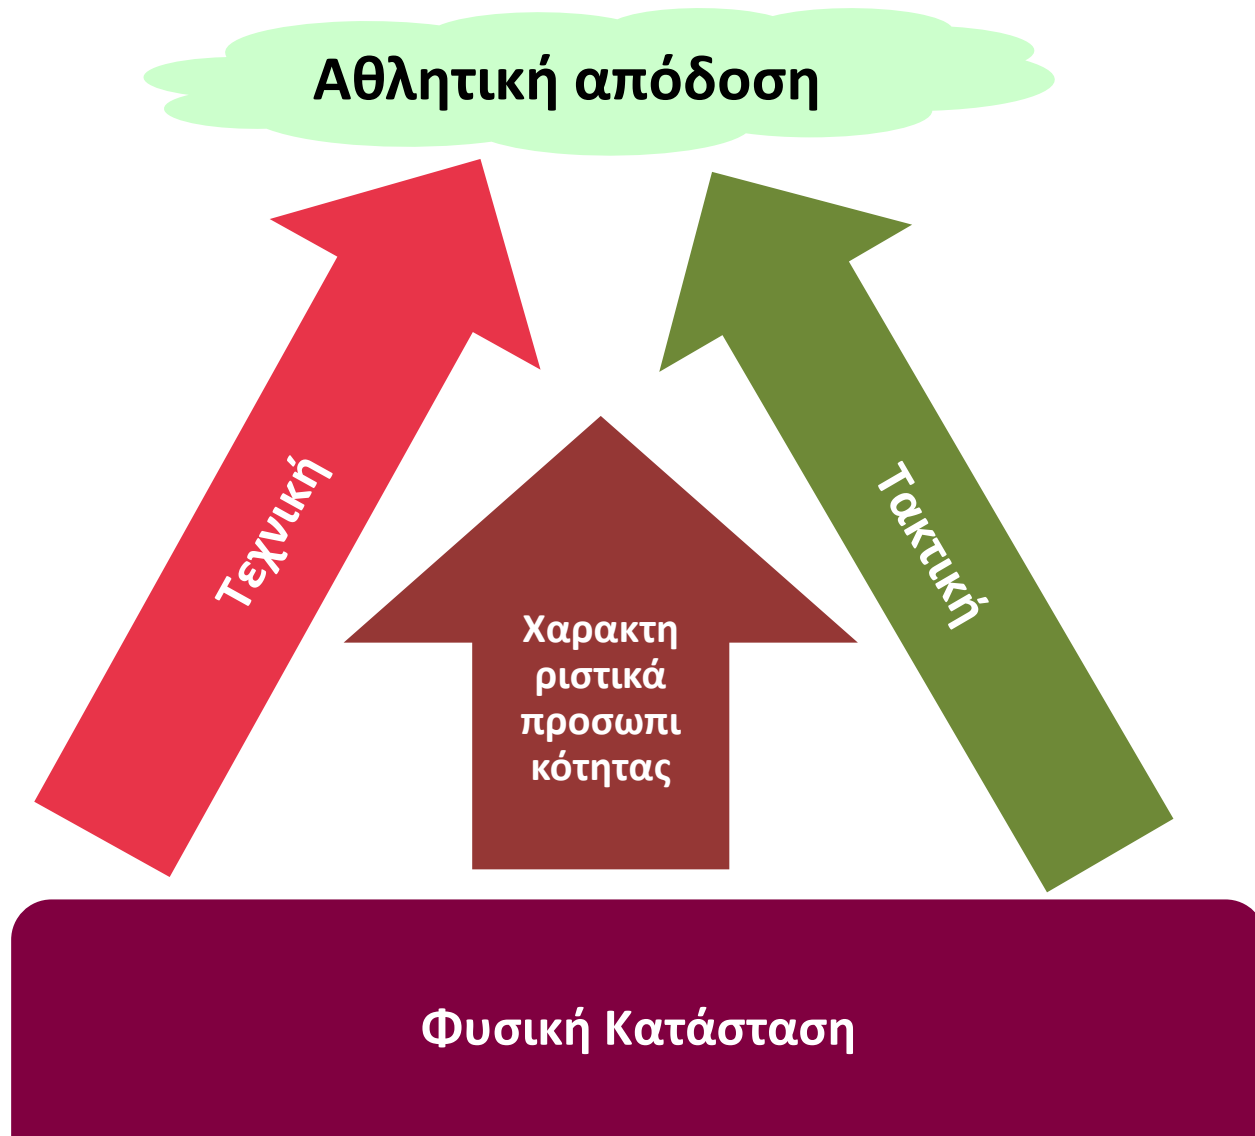 Αθλητική απόδοση
Τεχνική
Τακτική
Χαρακτη
ριστικά
προσωπι
κότητας
Φυσική Κατάσταση